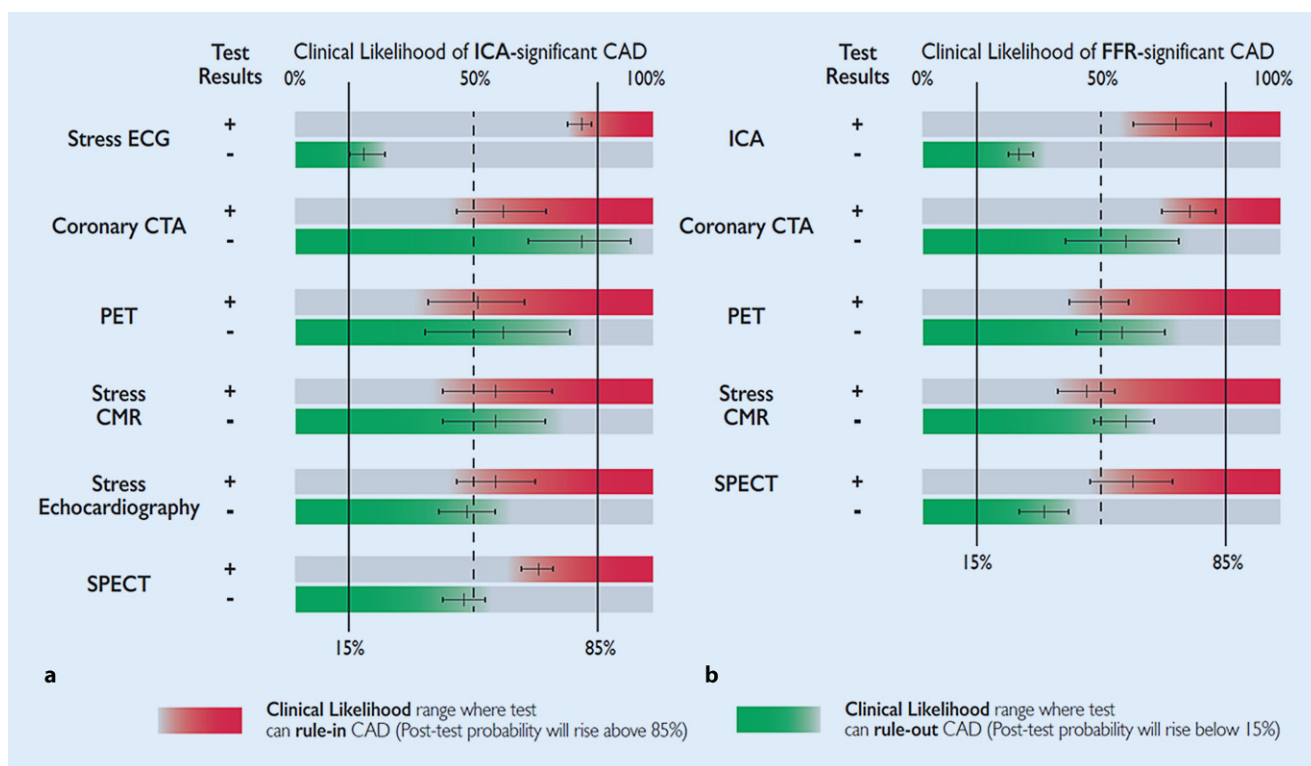 Test
Results
Clinical Likelihood of ICA-significant CAD
0% 50% 100%
Stress ECG + -
Coronary CTA + -
PET + -
Stress
CMR + -
Stress
Echocardiography + -
SPECT + -
15% 85%
a
Test
Results
Clinical Likelihood of FFR-significant CAD
0% 50% 100%
ICA + -
Coronary CTA + -
PET + -
Stress
CMR + -
SPECT + -
15% 85%
b
Clinical Likelihood range where test
can rule-in CAD (Post-test probability will rise above 85%)
Clinical Likelihood range where test
can rule-out CAD (Post-test probability will rise below 15%)